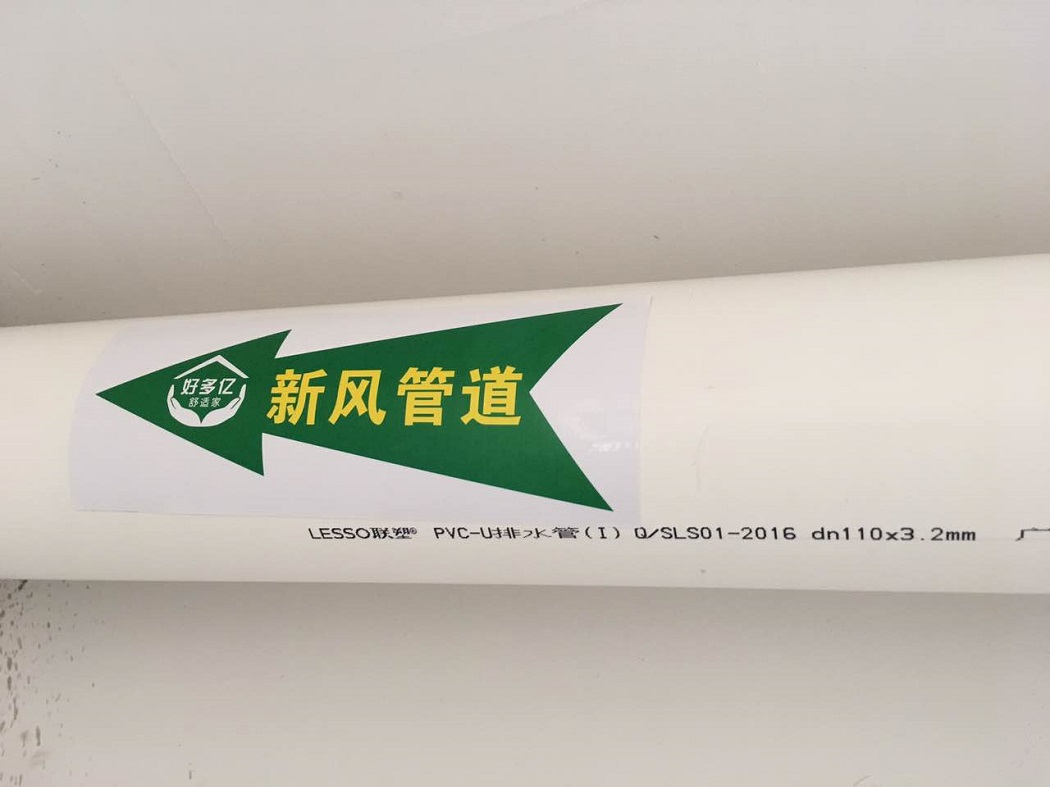 好多亿
舒适家
新风管道
LESSO联塑® PVC-U排水管(I) Q/SLS01-2016 dn110x3.2mm